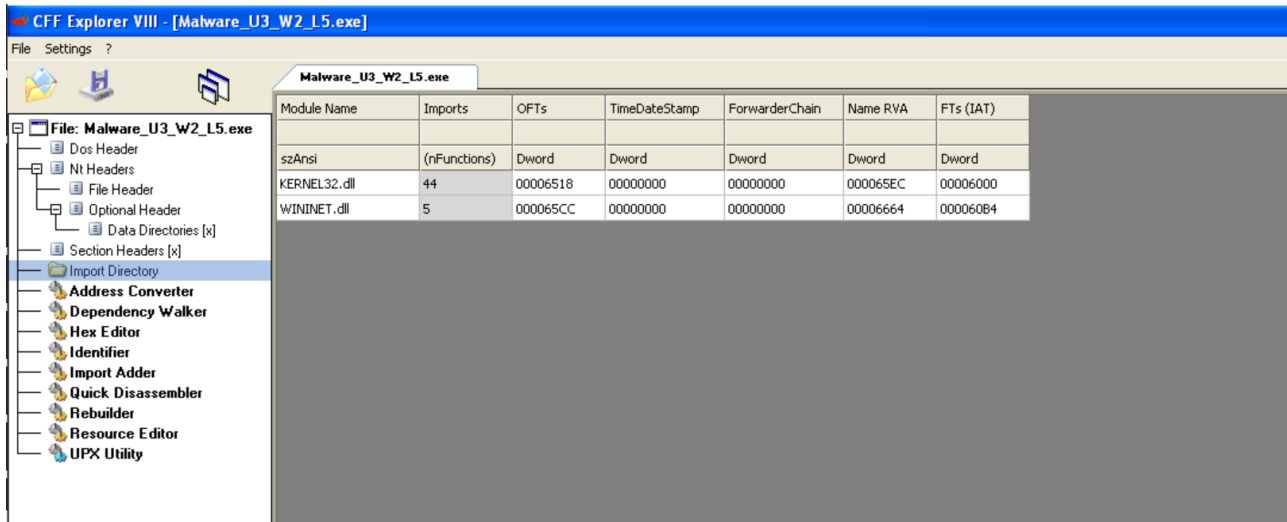 CFF Explorer VIII - [Malware_U3_W2_L5.exe]
File Settings ?
Malware_U3_W2_L5.exe
File: Malware_U3_W2_L5.exe
Dos Header
Nt Headers
File Header
Optional Header
Data Directories [x]
Section Headers [x]
Import Directory
Address Converter
Dependency Walker
Hex Editor
Identifier
Import Adder
Quick Disassembler
Rebuilder
Resource Editor
UPX Utility
Module Name Imports OFTs TimeDateStamp ForwarderChain Name RVA FTs (IAT)
szAnsi (nFunctions) Dword Dword Dword Dword Dword
KERNEL32.dll 44 00006518 00000000 00000000 000065EC 00006000
WININET.dll 5 000065CC 00000000 00000000 00006664 000060B4